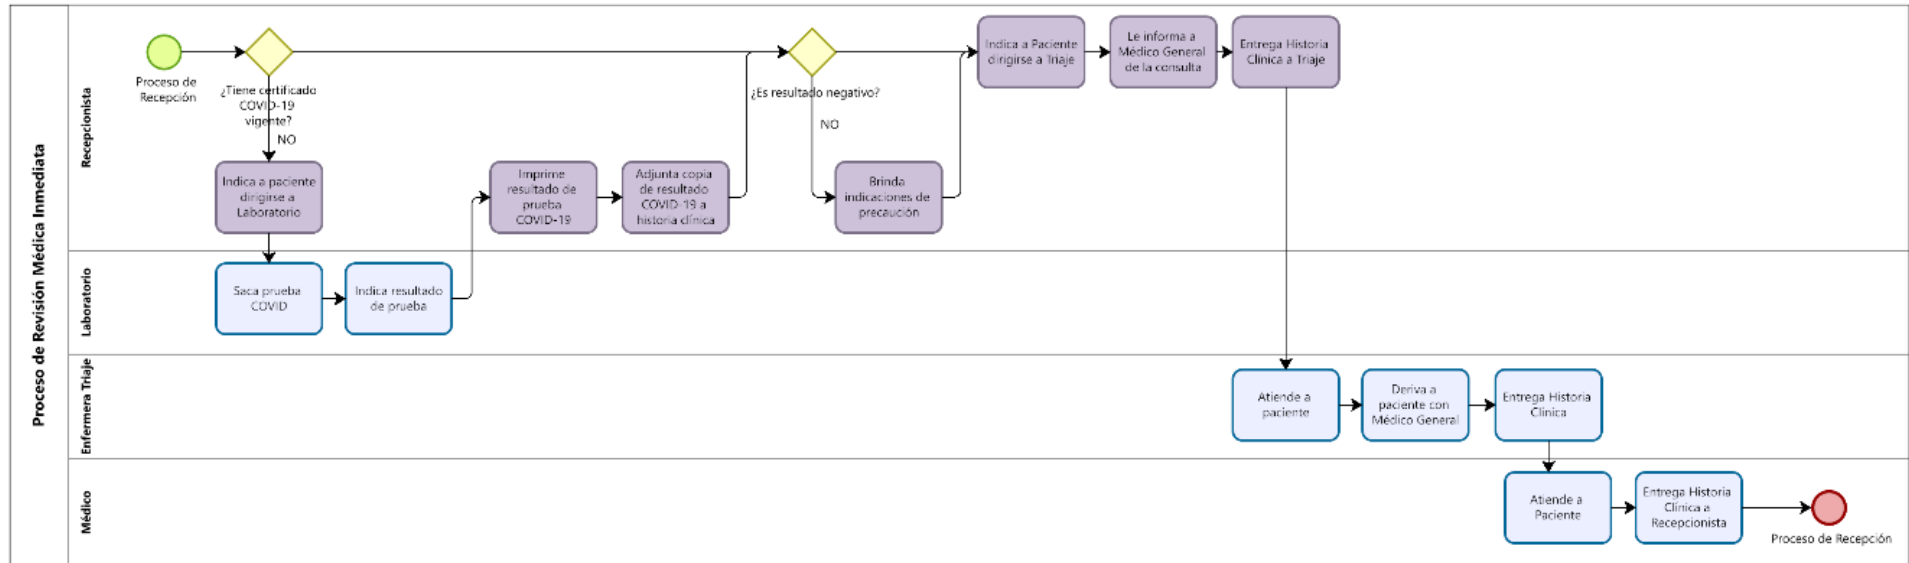 Proceso de Revisión Médica Inmediata
Recepcionista
Proceso de
Recepción
¿Tiene certificado
COVID-19
vigente?
NO
Indica a paciente
dirigirse a
Laboratorio
Imprime
resultado de
prueba
COVID-19
Adjunta copia
de resultado
COVID-19 a
historia clínica
¿Es resultado negativo?
NO
Brinda
indicaciones de
precaución
Indica a Paciente
dirigirse a Triaje
Le informa a
Médico General
de la consulta
Entrega Historia
Clínica a Triaje
Laboratorio
Saca prueba
COVID
Indica resultado
de prueba
Enfermera Triaje
Atiende a
paciente
Deriva a
paciente con
Médico General
Entrega Historia
Clínica
Médico
Atiende a
Paciente
Entrega Historia
Clínica a
Recepcionista
Proceso de Recepción